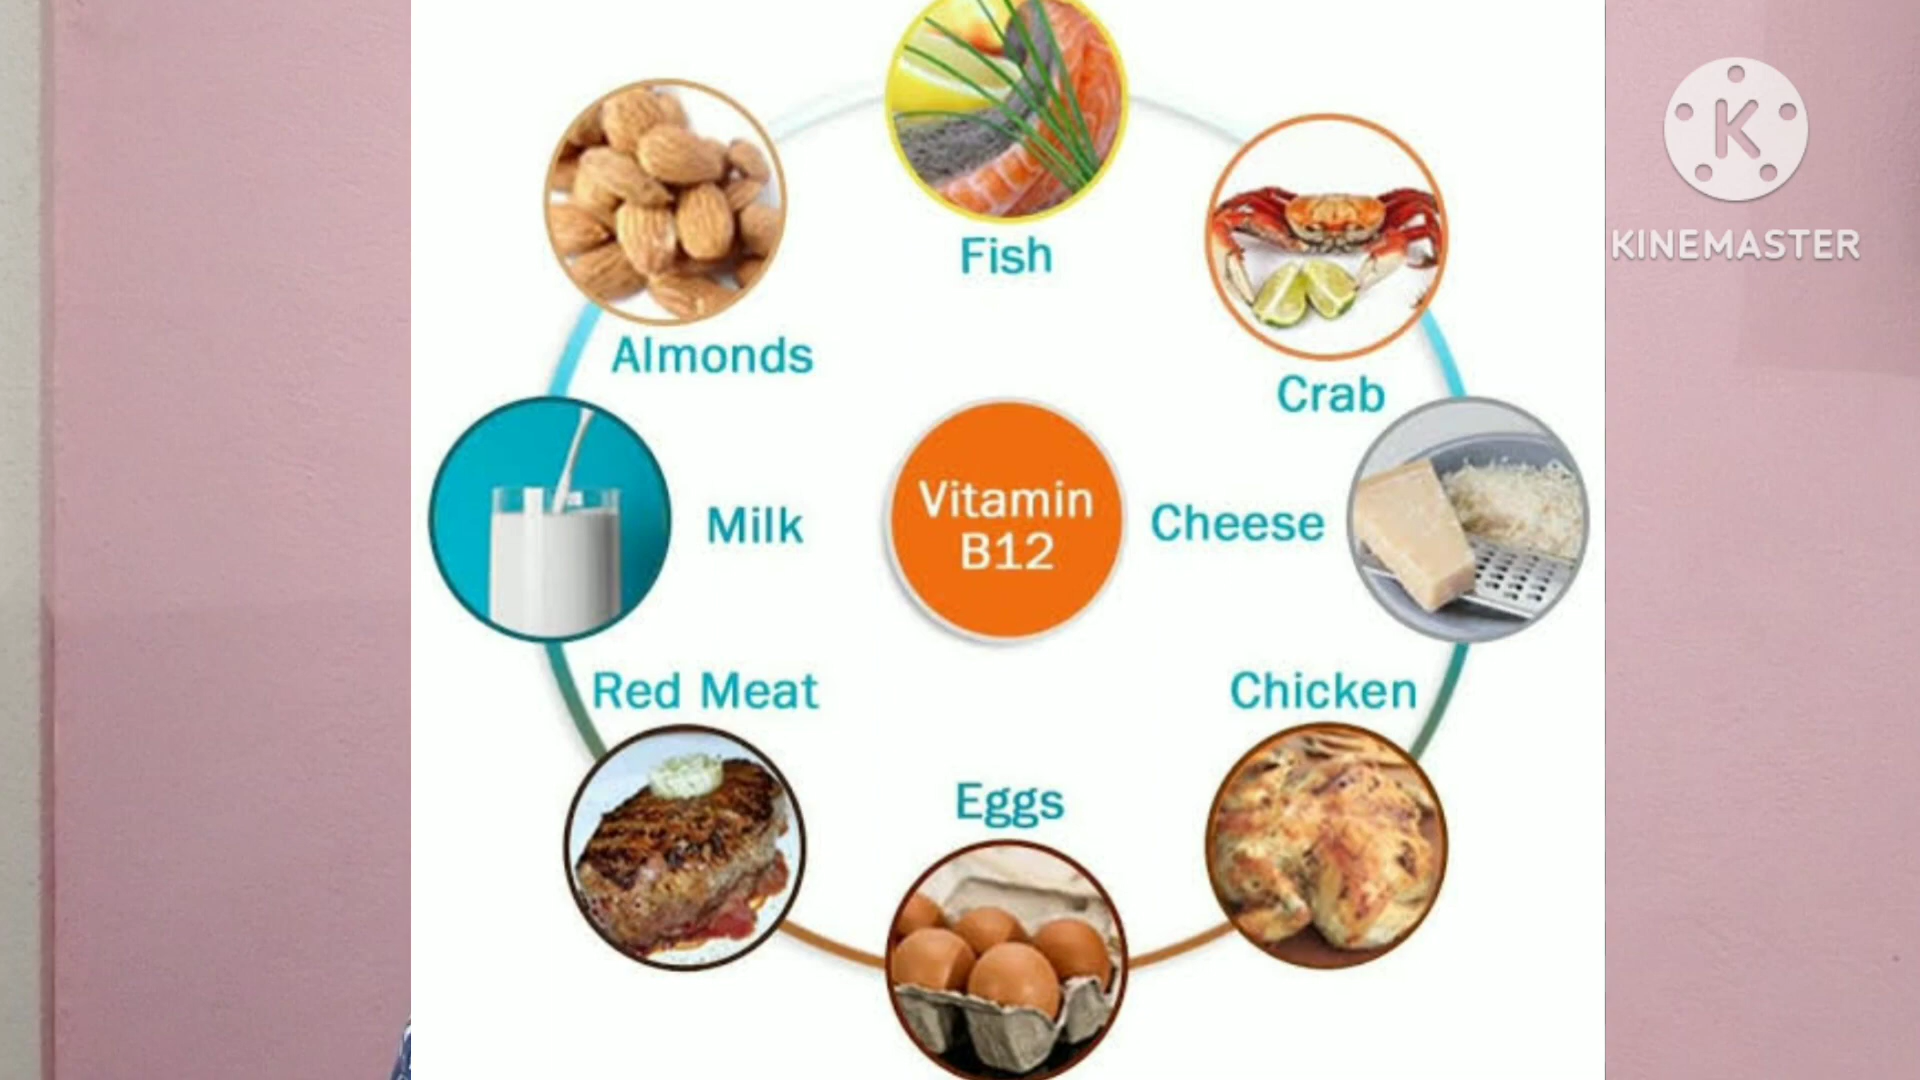 Fish
Almonds
Crab
Vitamin
B12
Milk
Cheese
Red Meat
Chicken
Eggs
K
KINEMASTER